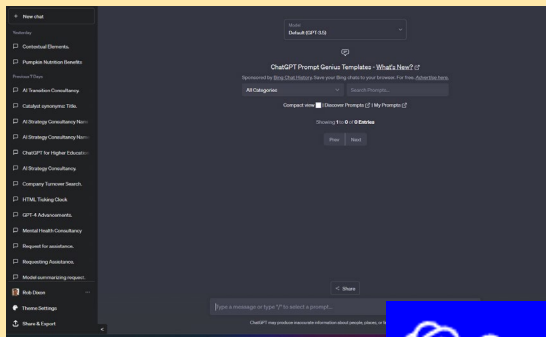 + New chat
Yesterday
Contextual Elements.
Pumpkin Nutrition Benefits
Previous 7 Days
AI Transition Consultancy.
Catalyst synonyms: Title.
AI Strategy Consultancy Name
AI Strategy Consultancy Name
ChatGPT for Higher Education
AI Strategy Consultancy.
Company Turnover Search.
HTML Ticking Clock
GPT-4 Advancements.
Mental Health Consultancy
Request for assistance.
Requesting Assistance.
Model summarizing request.
Rob Dixon ...
Theme Settings
Share & Export
<
Model
Default (GPT-3.5)
ChatGPT Prompt Genius Templates - What's New?
Sponsored by Bing Chat History. Save your Bing chats to your browser. For free. Advertise here.
All Categories
Search Prompts...
Compact view | Discover Prompts | My Prompts
Showing 1 to 0 of 0 Entries
Prev Next
Share
Type a message or type "/" to select a prompt...
ChatGPT may produce inaccurate information about people, places, or